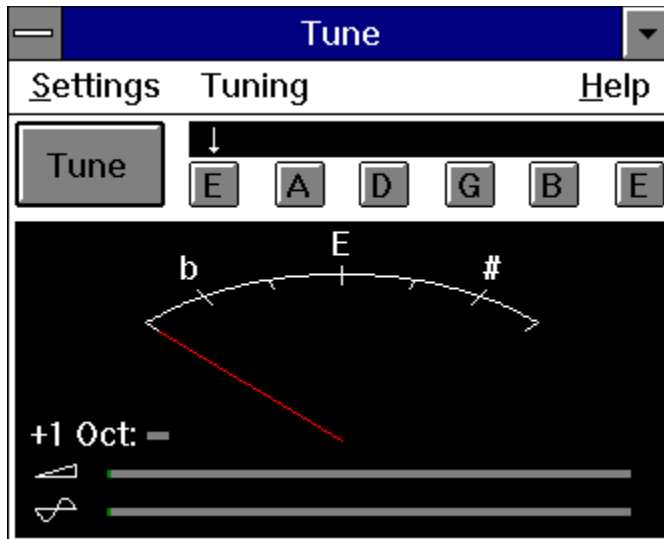 Tune
Settings Tuning Help
Tune
↓
E A D G B E
E
b #
+1 Oct: